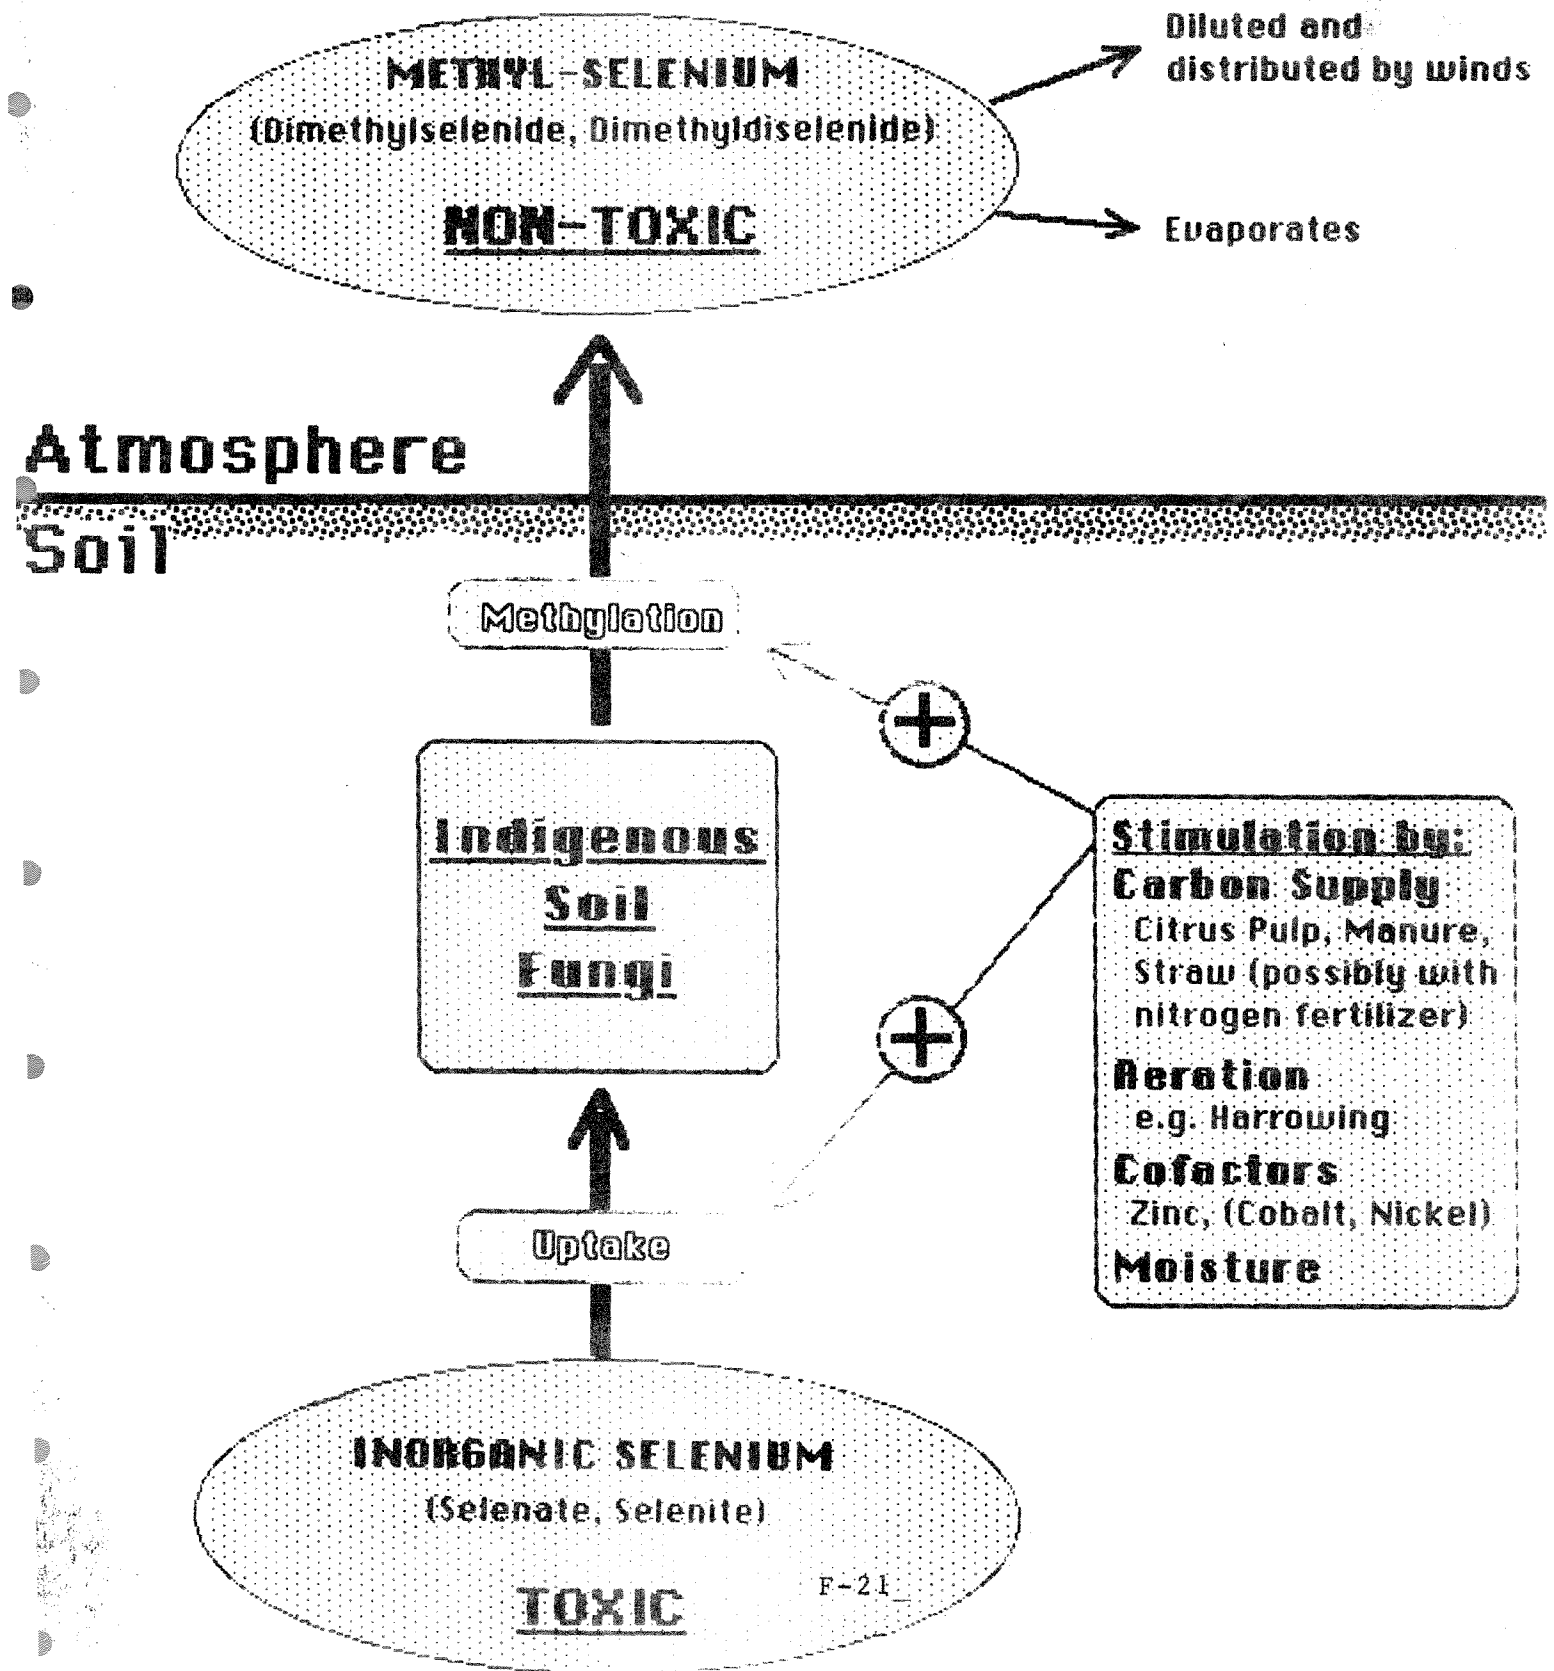 Diluted and
distributed by winds
METHYL-SELENIUM
(Dimethylselenide, Dimethyldiselenide)
NON-TOXIC
Evaporates
Atmosphere
Soil
Methylation
+
Indigenous
Soil
Fungi
Stimulation by:
Carbon Supply
Citrus Pulp, Manure,
Straw (possibly with
nitrogen fertilizer)
Aeration
e.g. Harrowing
Cofactors
Zinc, (Cobalt, Nickel)
Moisture
+
Uptake
INORGANIC SELENIUM
(Selenate, Selenite)
TOXIC
F-21